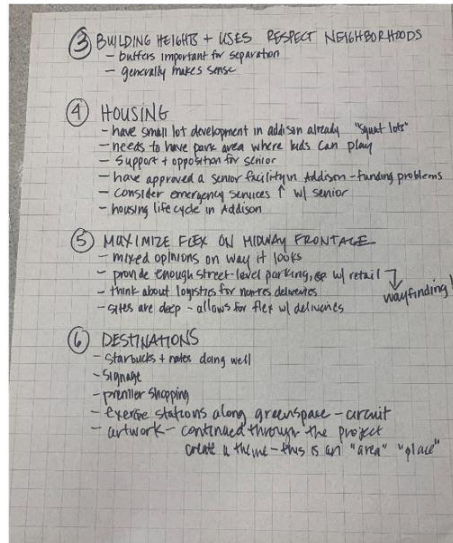 ③ BUILDING HEIGHTS + USES RESPECT NEIGHBORHOODS
- buffers important for separation
- generally makes sense
④ HOUSING
- have small lot development in addison already "squat lots"
- needs to have park area where kids can play
- support + opposition for senior
- have approved a senior facility in Addison - funding problems
- consider emergency services ↑ w/ senior
- housing lifecycle in Addison
⑤ MAXIMIZE FLEX ON MIDWAY FRONTAGE
- mixed opinions on way it looks
- provide enough street-level parking, w/ retail
- think about logistics for deliveries
wayfinding!
- sites are deep - allows for flex w/ deliveries
⑥ DESTINATIONS
- Starbucks + nates doing well
- signage
- premier shopping
- exercise stations along greenspace - circuit
- artwork - continued through the project
create a theme - this is an "area" "place"